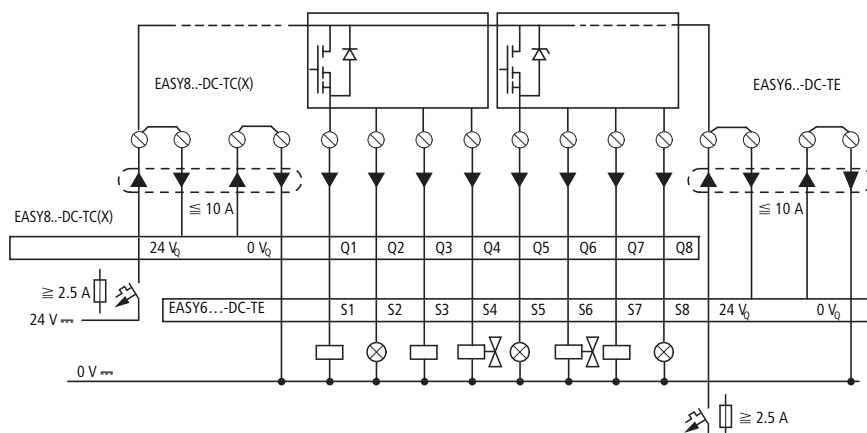 EASY8..-DC-TC(X)
EASY6..-DC-TE
≦ 10 A
≦ 10 A
EASY8..-DC-TC(X)
24 VQ 0 VQ Q1 Q2 Q3 Q4 Q5 Q6 Q7 Q8
≧ 2.5 A
24 V
EASY6...-DC-TE S1 S2 S3 S4 S5 S6 S7 S8 24 VQ 0 VQ
0 V
≧ 2.5 A